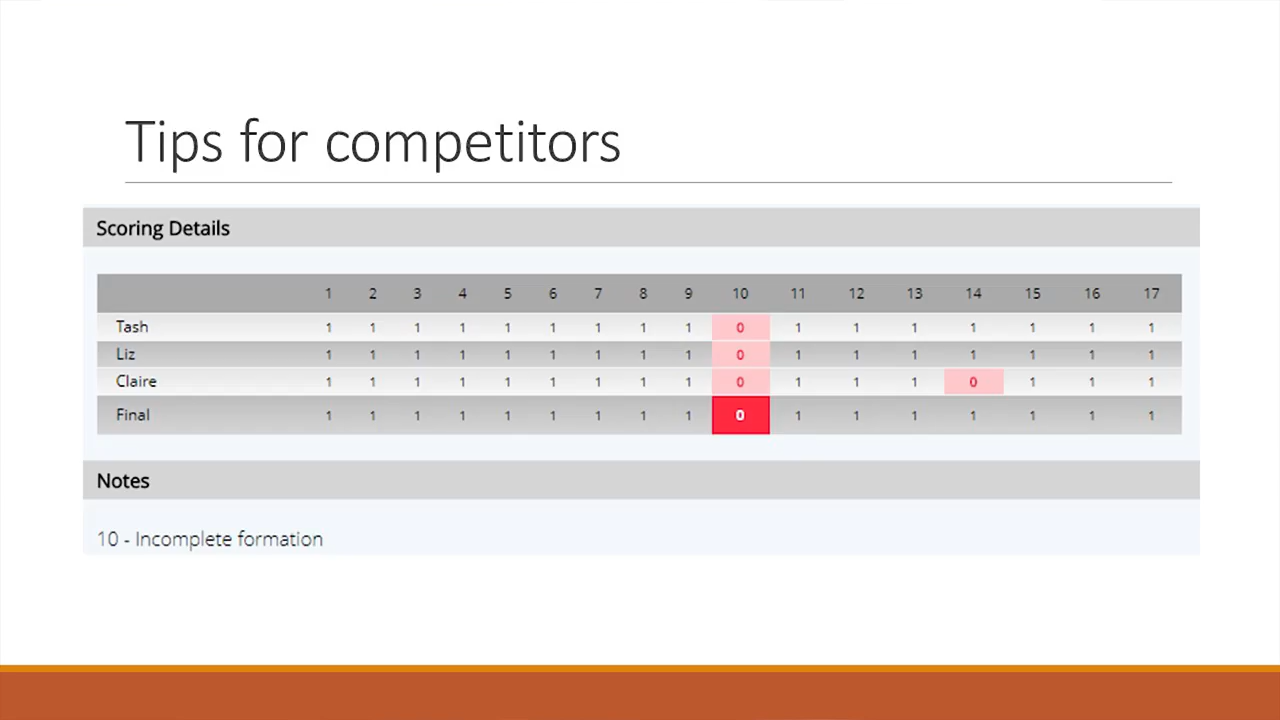 Tips for competitors
Scoring Details
1 2 3 4 5 6 7 8 9 10 11 12 13 14 15 16 17
Tash 1 1 1 1 1 1 1 1 1 0 1 1 1 1 1 1 1
Liz 1 1 1 1 1 1 1 1 1 0 1 1 1 1 1 1 1
Claire 1 1 1 1 1 1 1 1 1 0 1 1 1 0 1 1 1
Final 1 1 1 1 1 1 1 1 1 0 1 1 1 1 1 1 1
Notes
10 - Incomplete formation